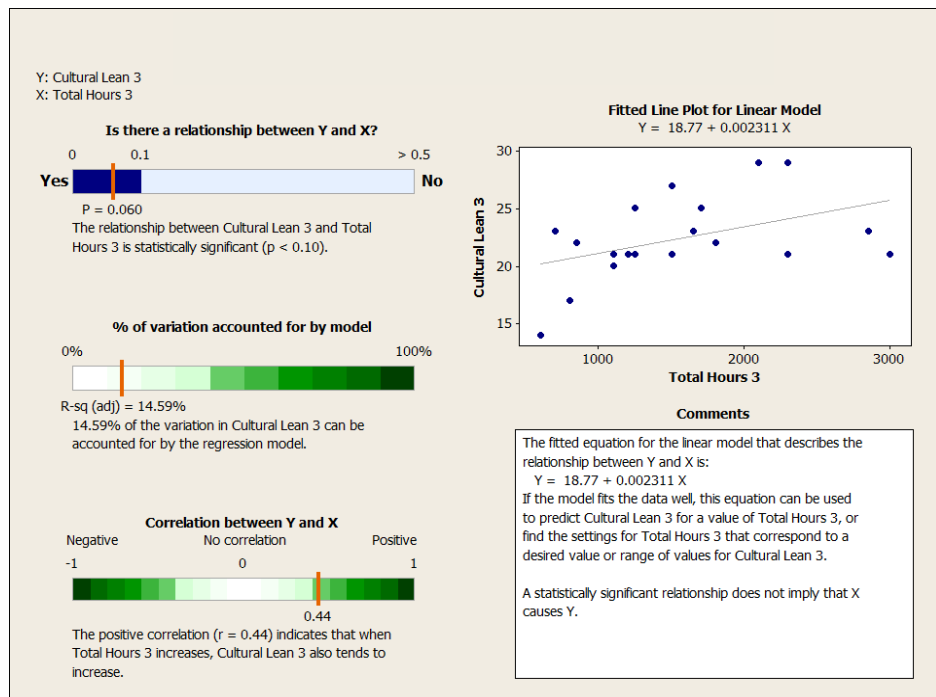 Y: Cultural Lean 3
X: Total Hours 3
Is there a relationship between Y and X?
0 0.1 > 0.5
Yes No
P = 0.060
The relationship between Cultural Lean 3 and Total
Hours 3 is statistically significant (p < 0.10).
% of variation accounted for by model
0% 100%
R-sq (adj) = 14.59%
14.59% of the variation in Cultural Lean 3 can be
accounted for by the regression model.
Correlation between Y and X
Negative No correlation Positive
-1 0 1
0.44
The positive correlation (r = 0.44) indicates that when
Total Hours 3 increases, Cultural Lean 3 also tends to
increase.
Fitted Line Plot for Linear Model
Y = 18.77 + 0.002311 X
30
25
20
15
Cultural Lean 3
1000 2000 3000
Total Hours 3
Comments
The fitted equation for the linear model that describes the
relationship between Y and X is:
Y = 18.77 + 0.002311 X
If the model fits the data well, this equation can be used
to predict Cultural Lean 3 for a value of Total Hours 3, or
find the settings for Total Hours 3 that correspond to a
desired value or range of values for Cultural Lean 3.
A statistically significant relationship does not imply that X
causes Y.